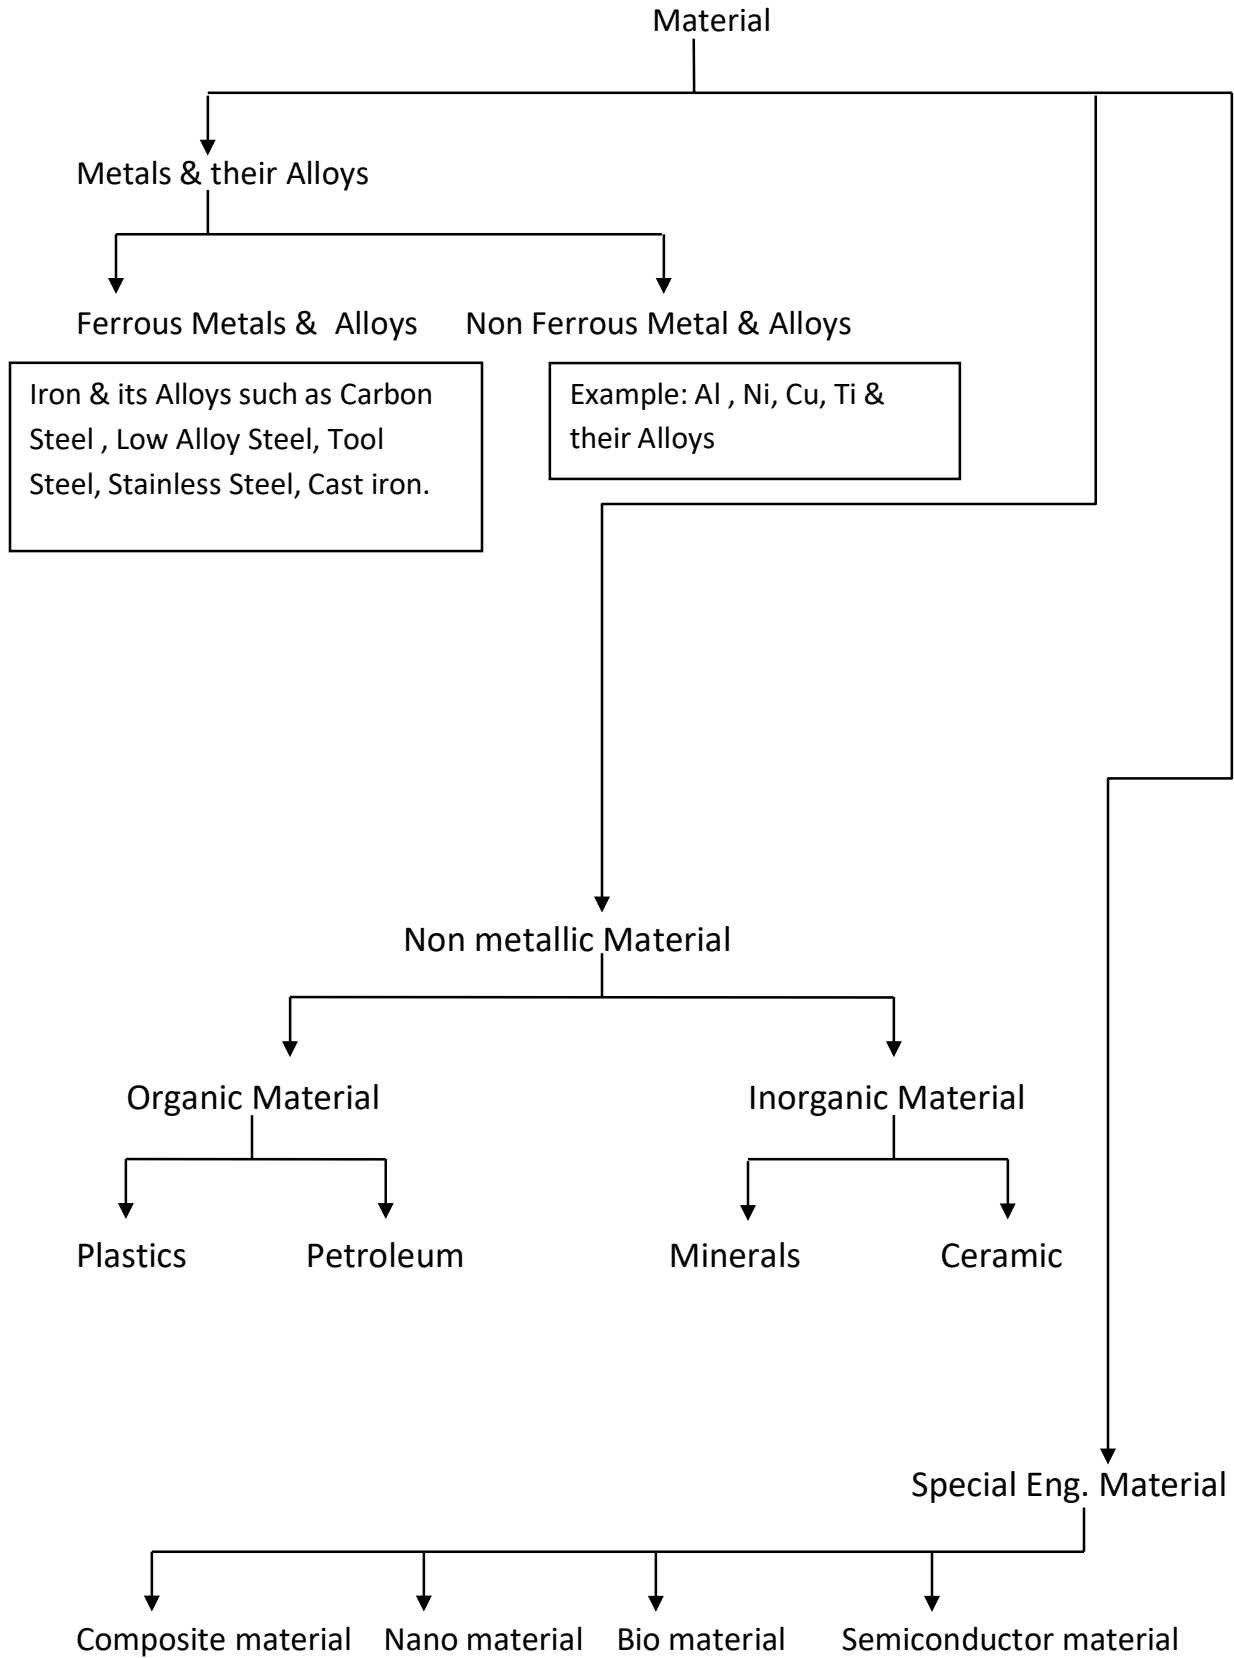 Material
Metals & their Alloys
Ferrous Metals &  Alloys
Non Ferrous Metal & Alloys
Iron & its Alloys such as Carbon
Steel , Low Alloy Steel, Tool
Steel, Stainless Steel, Cast iron.
Example: Al , Ni, Cu, Ti &
their Alloys
Non metallic Material
Organic Material
Inorganic Material
Plastics
Petroleum
Minerals
Ceramic
Special Eng. Material
Composite material
Nano material
Bio material
Semiconductor material